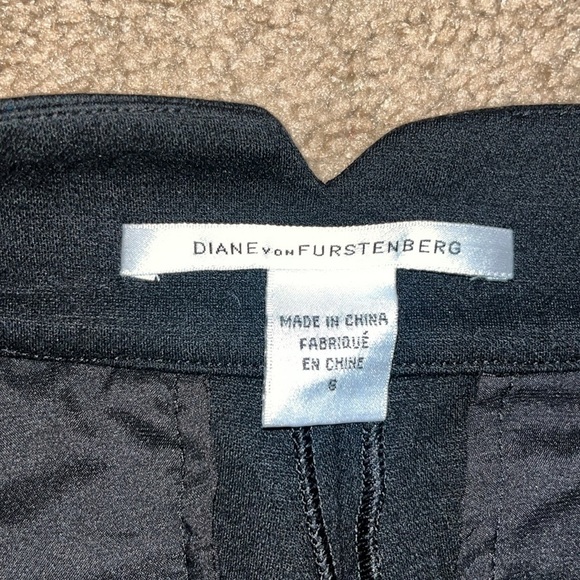 DIANE VON FURSTENBERG
MADE IN CHINA
FABRIQUÉ
EN CHINE
6